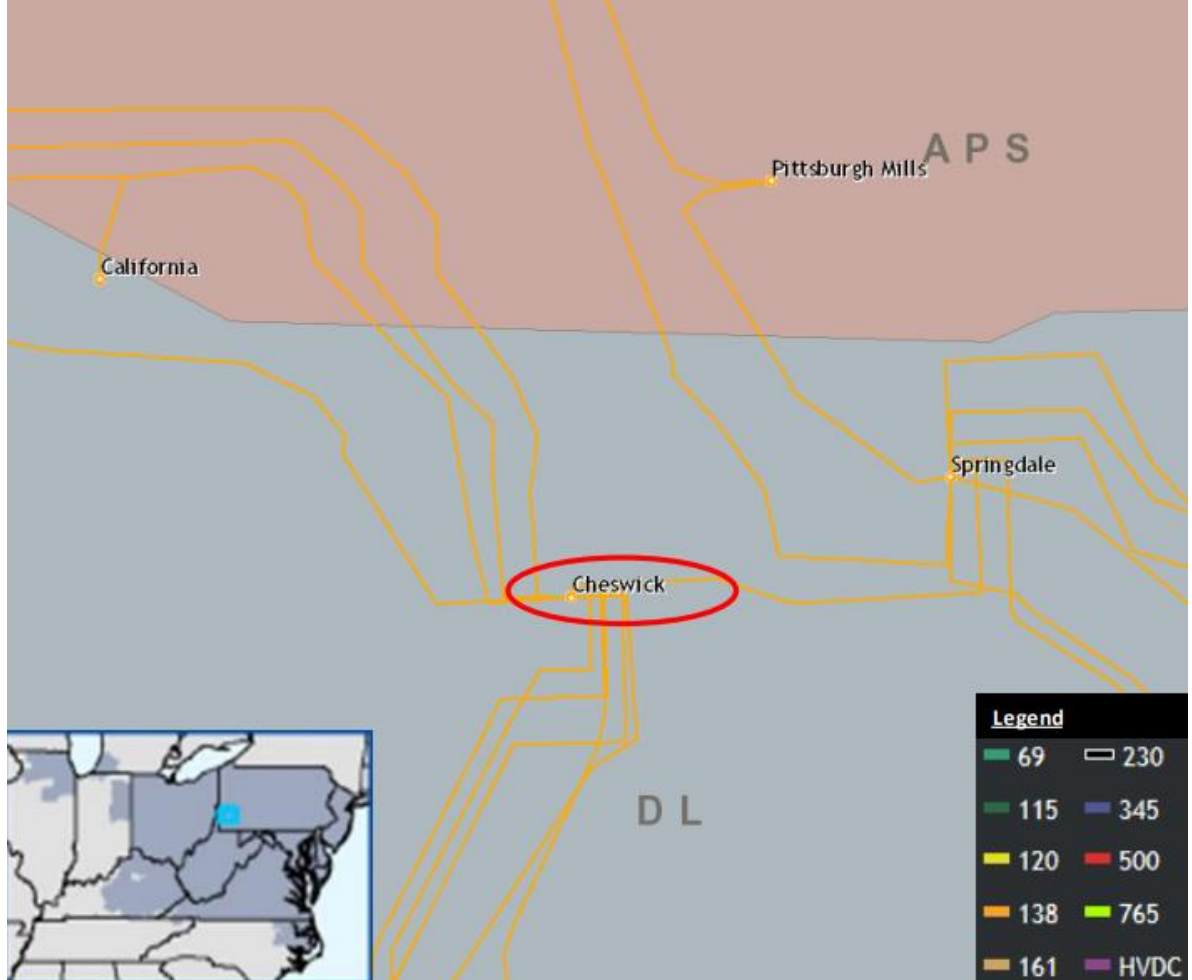 A P S
Pittsburgh Mills
California
Springdale
Cheswick
D L
Legend
69 230
115 345
120 500
138 765
161 HVDC